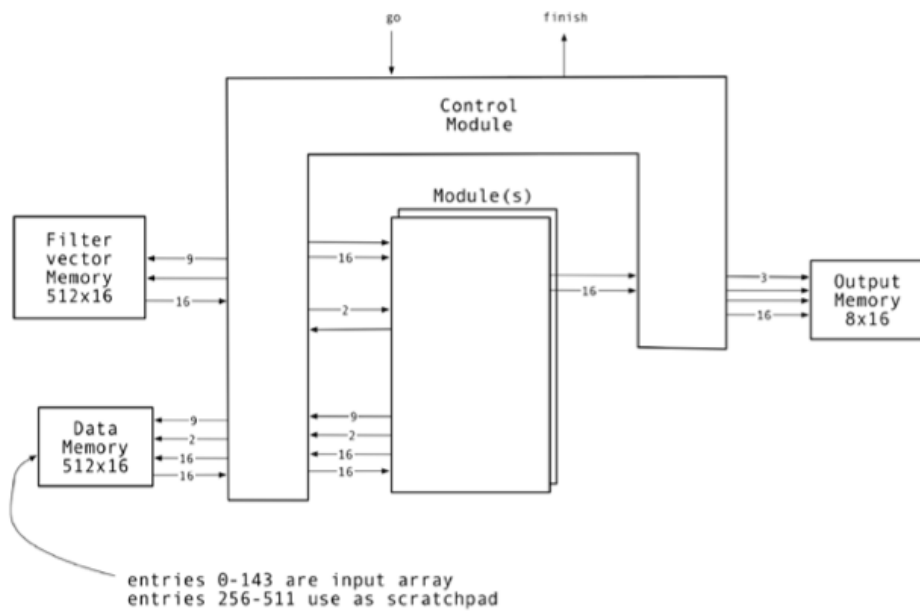 go
finish
Control
Module
Module(s)
Filter
vector
Memory
512x16
9
16
16
2
16
3
16
Output
Memory
8x16
Data
Memory
512x16
9
2
16
16
9
2
16
16
entries 0-143 are input array
entries 256-511 use as scratchpad